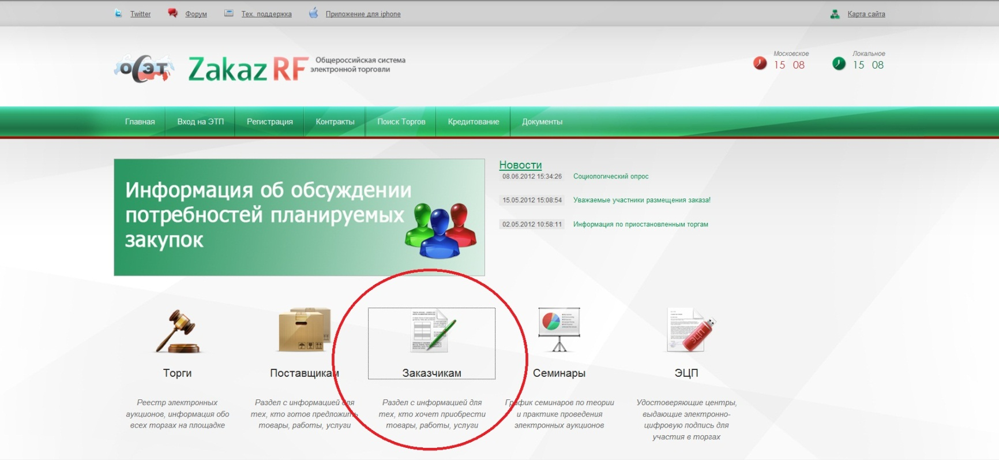 Twitter
Форум
Тех. поддержка
Приложение для iphone
Карта сайта
ОСЭТ
Zakaz RF
Общероссийская система
электронной торговли
Московское
15 08
Локальное
15 08
Главная
Вход на ЭТП
Регистрация
Контракты
Поиск Торгов
Кредитование
Документы
Информация об обсуждении
потребностей планируемых
закупок
Новости
08.06.2012 15:34:26 Социологический опрос
15.05.2012 15:08:54 Уважаемые участники размещения заказа!
02.05.2012 10:58:11 Информация по приостановленным торгам
Торги
Реестр электронных
аукционов, информация обо
всех торгах на площадке
Поставщикам
Раздел с информацией для
тех, кто готов предложить
товары, работы, услуги
Заказчикам
Раздел с информацией для
тех, кто хочет приобрести
товары, работы, услуги
Семинары
График семинаров по теории
и практике проведения
электронных аукционов
ЭЦП
ЭЦП
Удостоверяющие центры,
выдающие электронно-
цифровую подпись для
участия в торгах